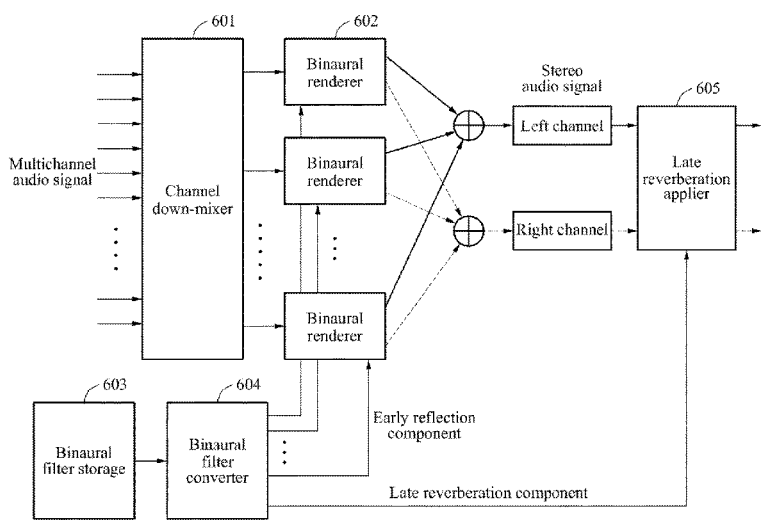 601
602
Binaural
renderer
Stereo
audio signal
605
Left channel
Multichannel
audio signal
Channel
down-mixer
Binaural
renderer
Late
reverberation
applier
Right channel
Binaural
renderer
603
604
Early reflection
component
Binaural
filter storage
Binaural
filter
converter
Late reverberation component